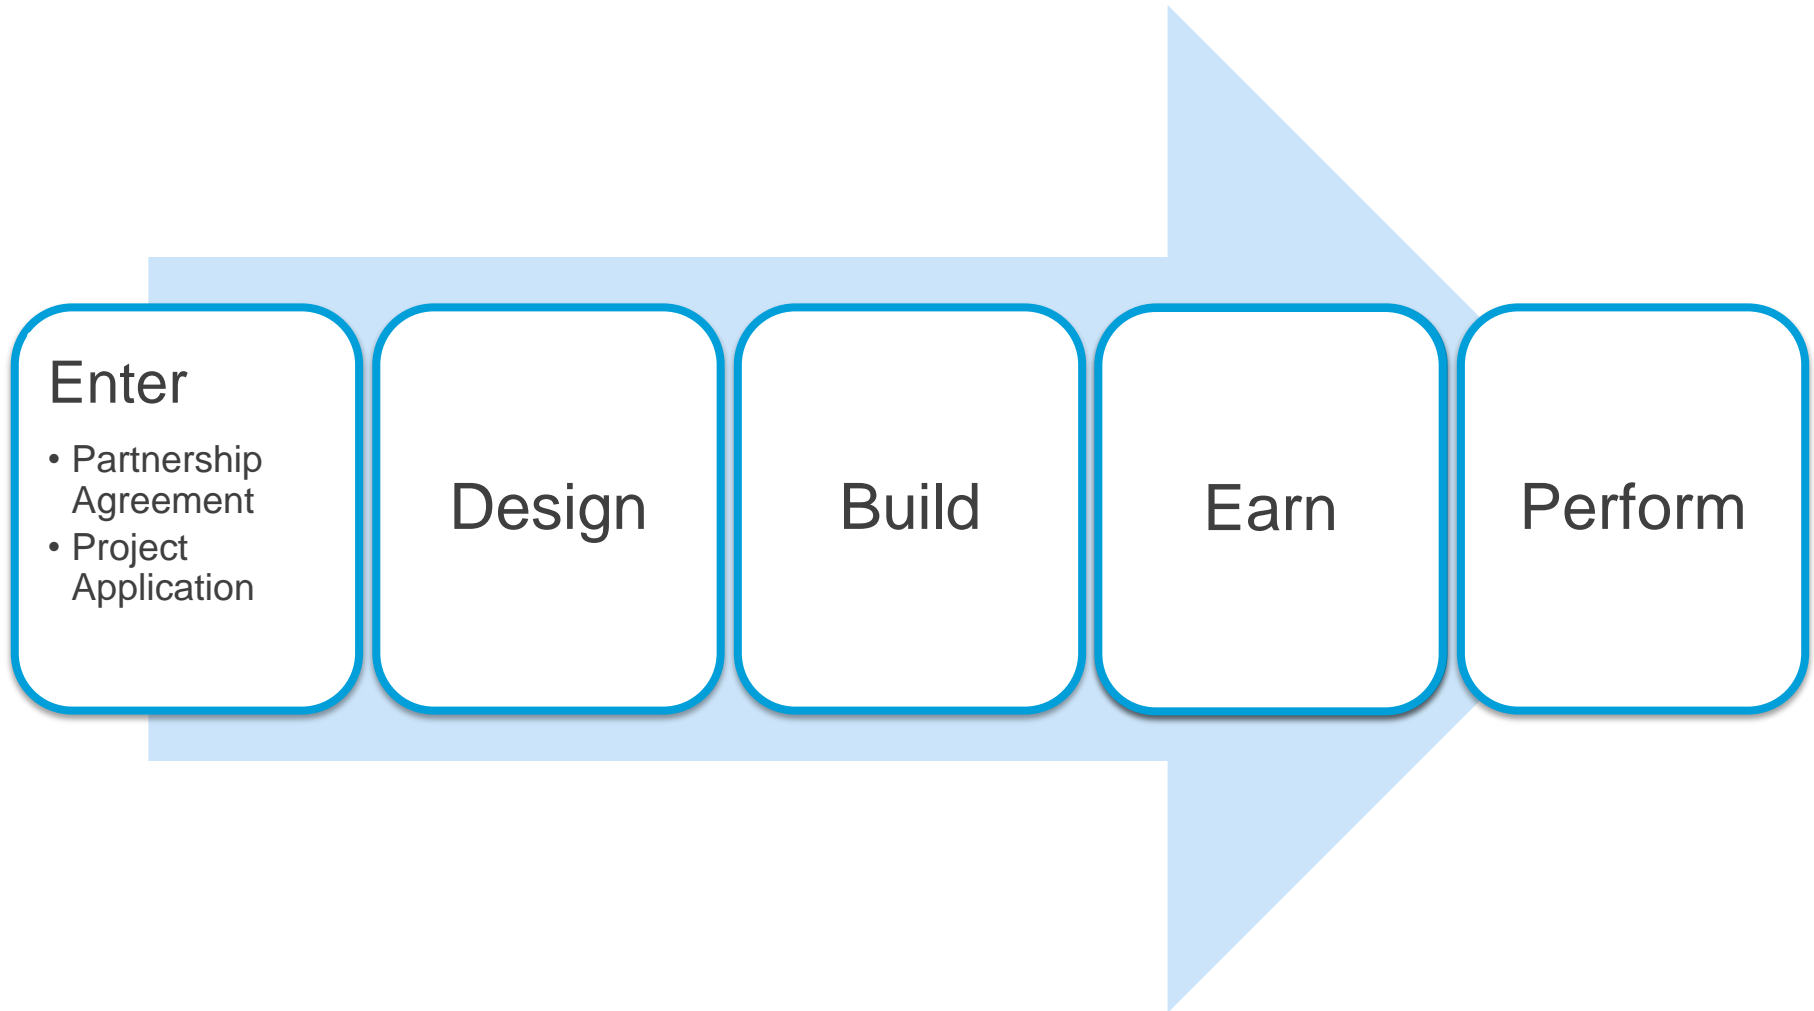 Enter
• Partnership
Agreement
• Project
Application
Design
Build
Earn
Perform